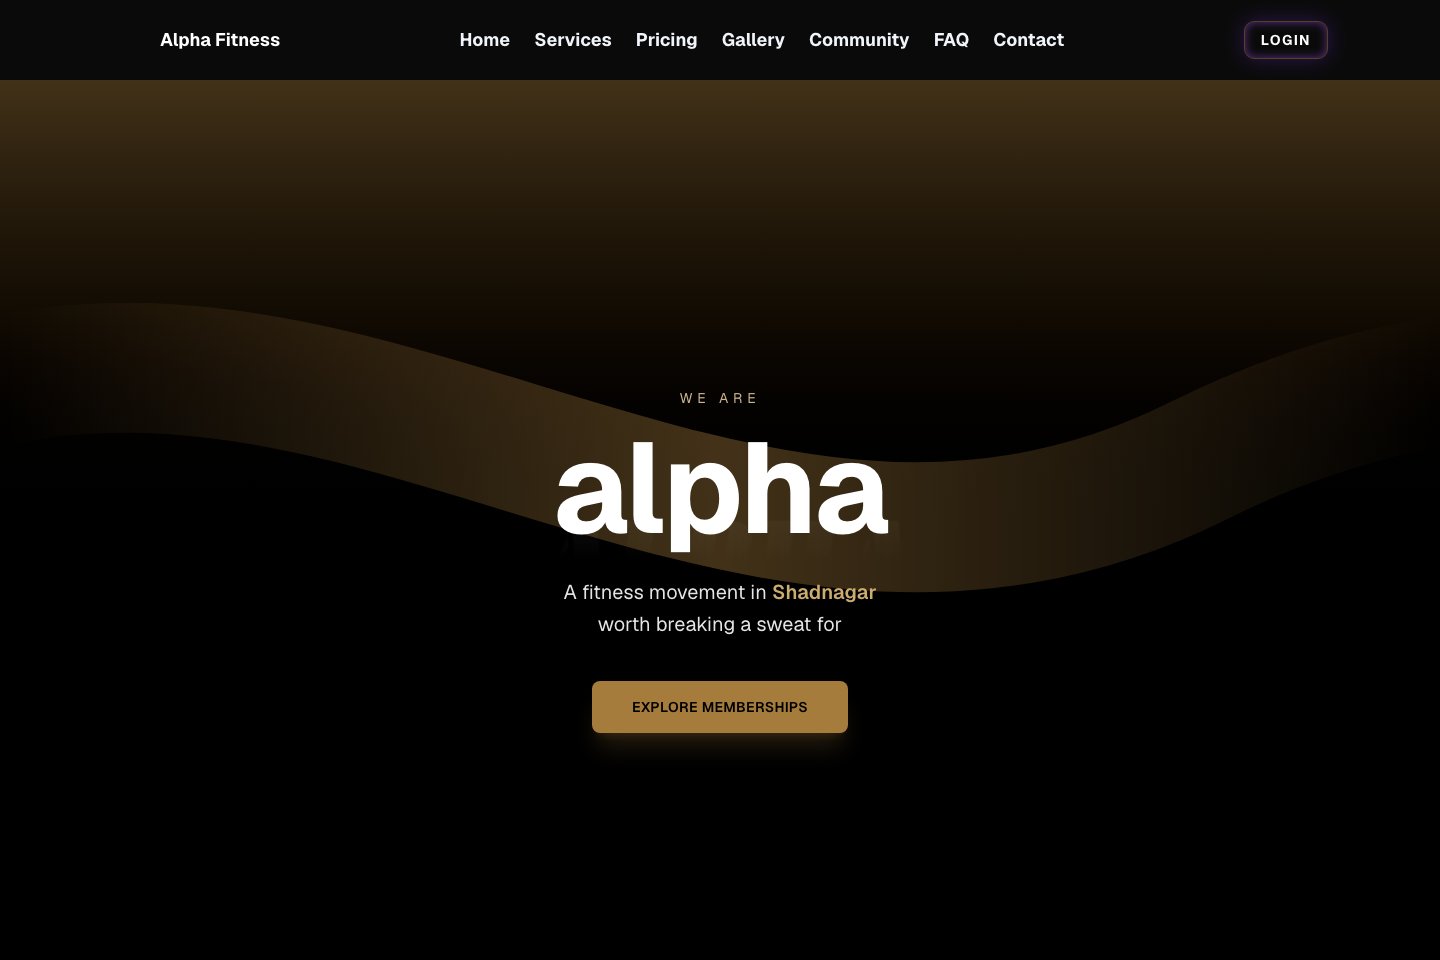 Alpha Fitness
Home Services Pricing Gallery Community FAQ Contact
LOGIN
WE ARE
alpha
A fitness movement in Shadnagar
worth breaking a sweat for
EXPLORE MEMBERSHIPS